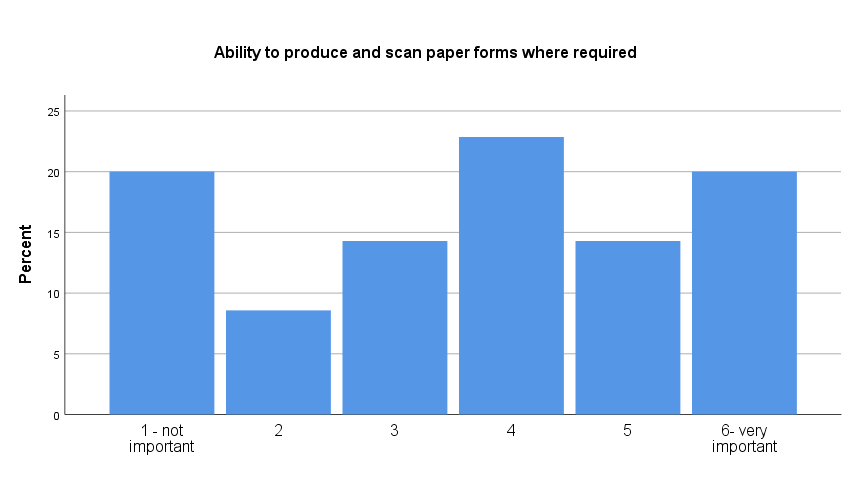 Ability to produce and scan paper forms where required
Percent
25
20
15
10
5
0
1 - not
important
2
3
4
5
6- very
important